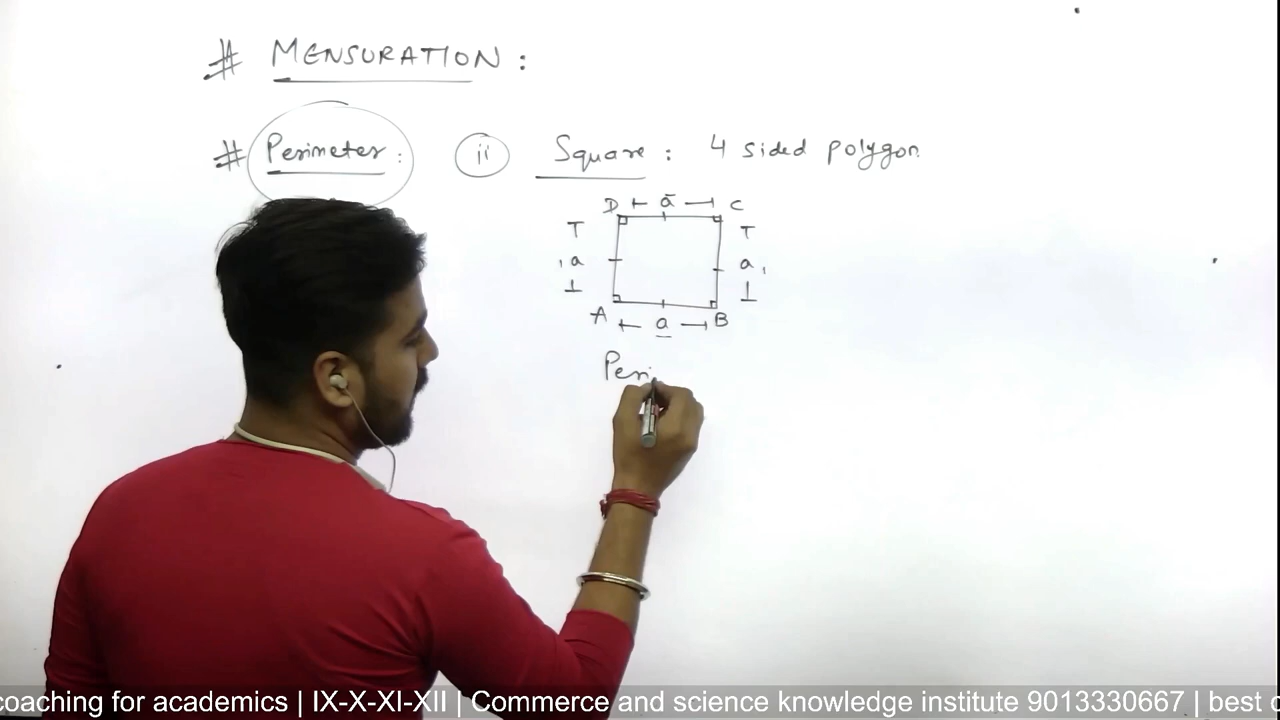 # MENSURATION :
# Perimeter : ii Square : 4 sided polygon
D a C
a a
A a B
Peri
coaching for academics | IX-X-XI-XII | Commerce and science knowledge institute 9013330667 | best